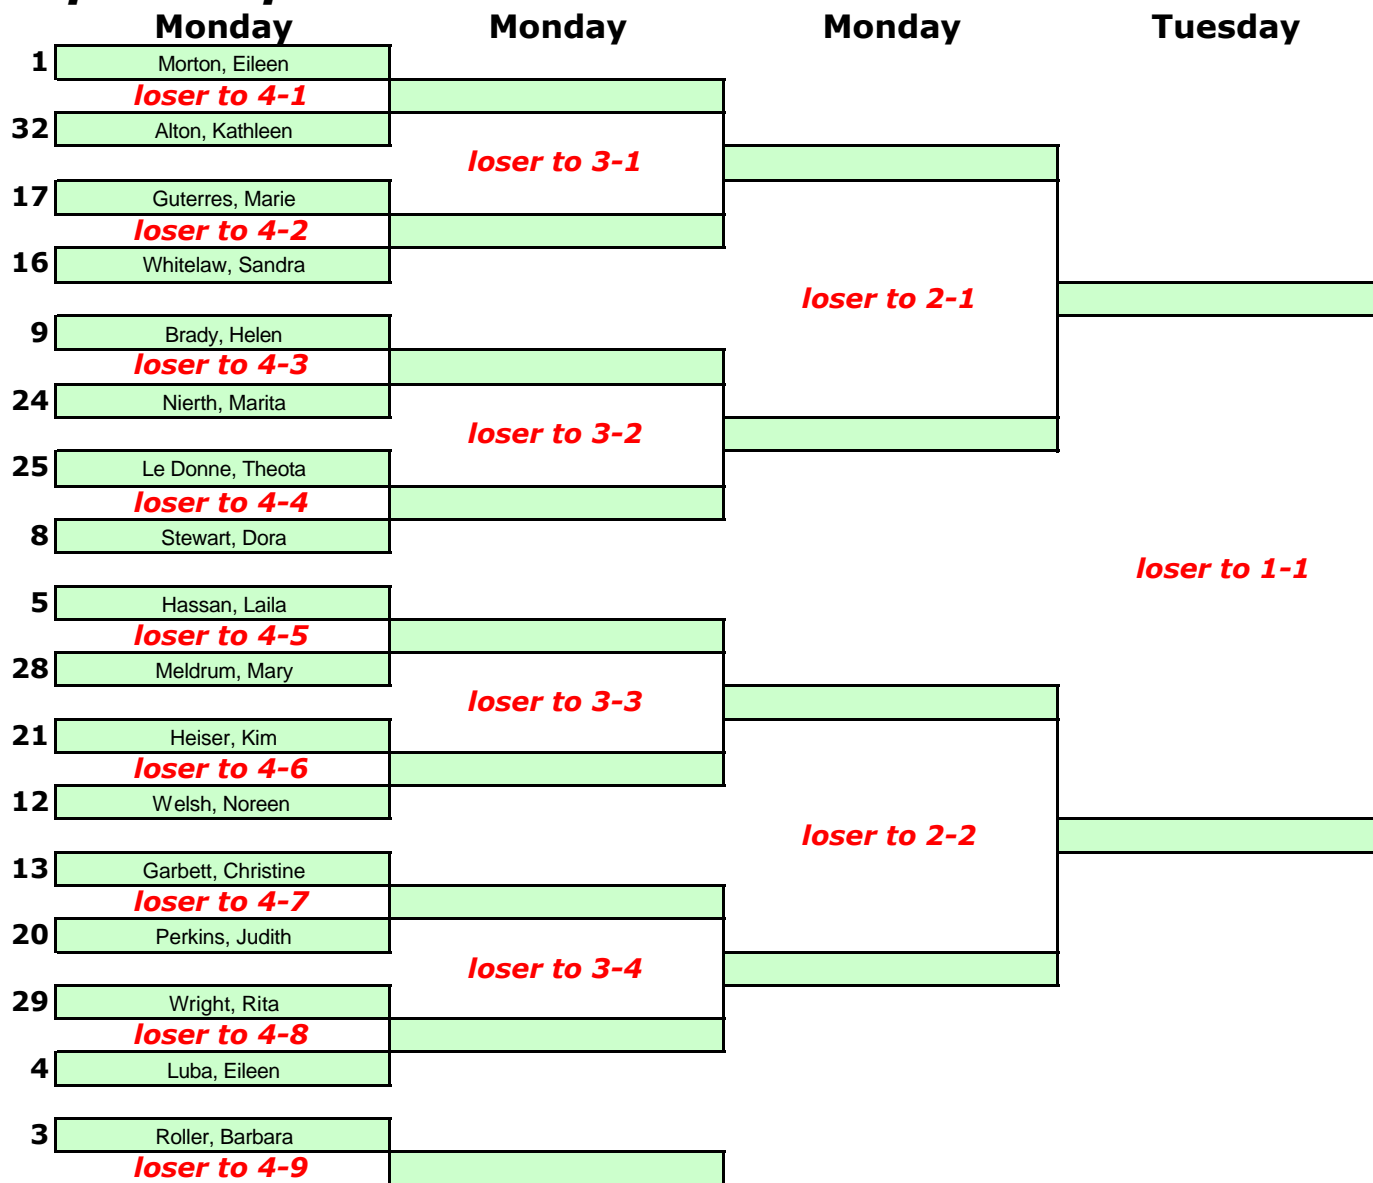 Monday Monday Monday Tuesday
1 Morton, Eileen
loser to 4-1
32 Alton, Kathleen
loser to 3-1
17 Guterres, Marie
loser to 4-2
16 Whitelaw, Sandra
loser to 2-1
9 Brady, Helen
loser to 4-3
24 Nierth, Marita
loser to 3-2
25 Le Donne, Theota
loser to 4-4
8 Stewart, Dora
loser to 1-1
5 Hassan, Laila
loser to 4-5
28 Meldrum, Mary
loser to 3-3
21 Heiser, Kim
loser to 4-6
12 Welsh, Noreen
loser to 2-2
13 Garbett, Christine
loser to 4-7
20 Perkins, Judith
loser to 3-4
29 Wright, Rita
loser to 4-8
4 Luba, Eileen
3 Roller, Barbara
loser to 4-9